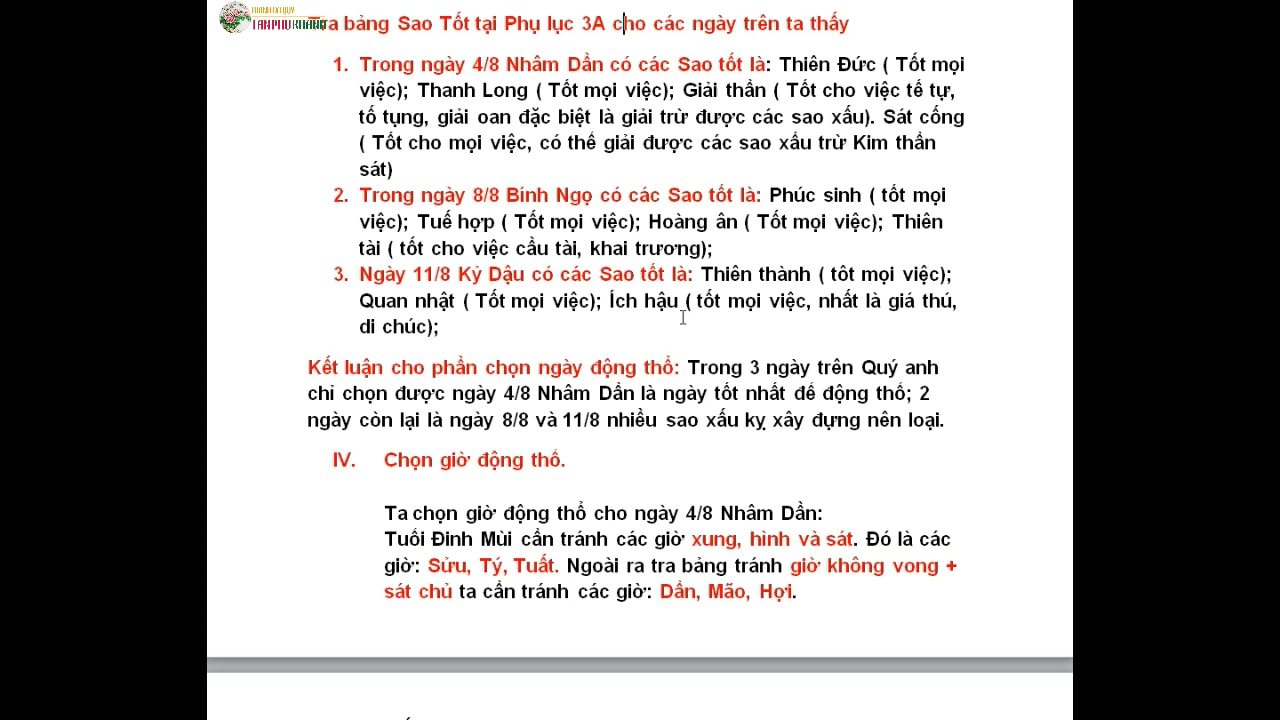 THÀNH TÂM QUÝ
TÂN PHÚ KHANG
Tra bảng Sao Tốt tại Phụ lục 3A cho các ngày trên ta thấy
1. Trong ngày 4/8 Nhâm Dần có các Sao tốt là: Thiên Đức ( Tốt mọi
việc); Thanh Long ( Tốt mọi việc); Giải thần ( Tốt cho việc tế tự,
tố tụng, giải oan đặc biệt là giải trừ được các sao xấu). Sát cống
( Tốt cho mọi việc, có thể giải được các sao xấu trừ Kim thần
sát)
2. Trong ngày 8/8 Bính Ngọ có các Sao tốt là: Phúc sinh ( tốt mọi
việc); Tuế hợp ( Tốt mọi việc); Hoàng ân ( Tốt mọi việc); Thiên
tài ( tốt cho việc cầu tài, khai trương);
3. Ngày 11/8 Kỷ Dậu có các Sao tốt là: Thiên thành ( tôt mọi việc);
Quan nhật ( Tốt mọi việc); Ích hậu ( tốt mọi việc, nhất là giá thú,
di chúc);
Kết luận cho phần chọn ngày động thổ: Trong 3 ngày trên Quý anh
chỉ chọn được ngày 4/8 Nhâm Dần là ngày tốt nhất để động thổ; 2
ngày còn lại là ngày 8/8 và 11/8 nhiều sao xấu kỵ xây đựng nên loại.
IV. Chọn giờ động thổ.
Ta chọn giờ động thổ cho ngày 4/8 Nhâm Dần:
Tuổi Đinh Mùi cần tránh các giờ xung, hình và sát. Đó là các
giờ: Sửu, Tý, Tuất. Ngoài ra tra bảng tránh giờ không vong +
sát chủ ta cần tránh các giờ: Dần, Mão, Hợi.